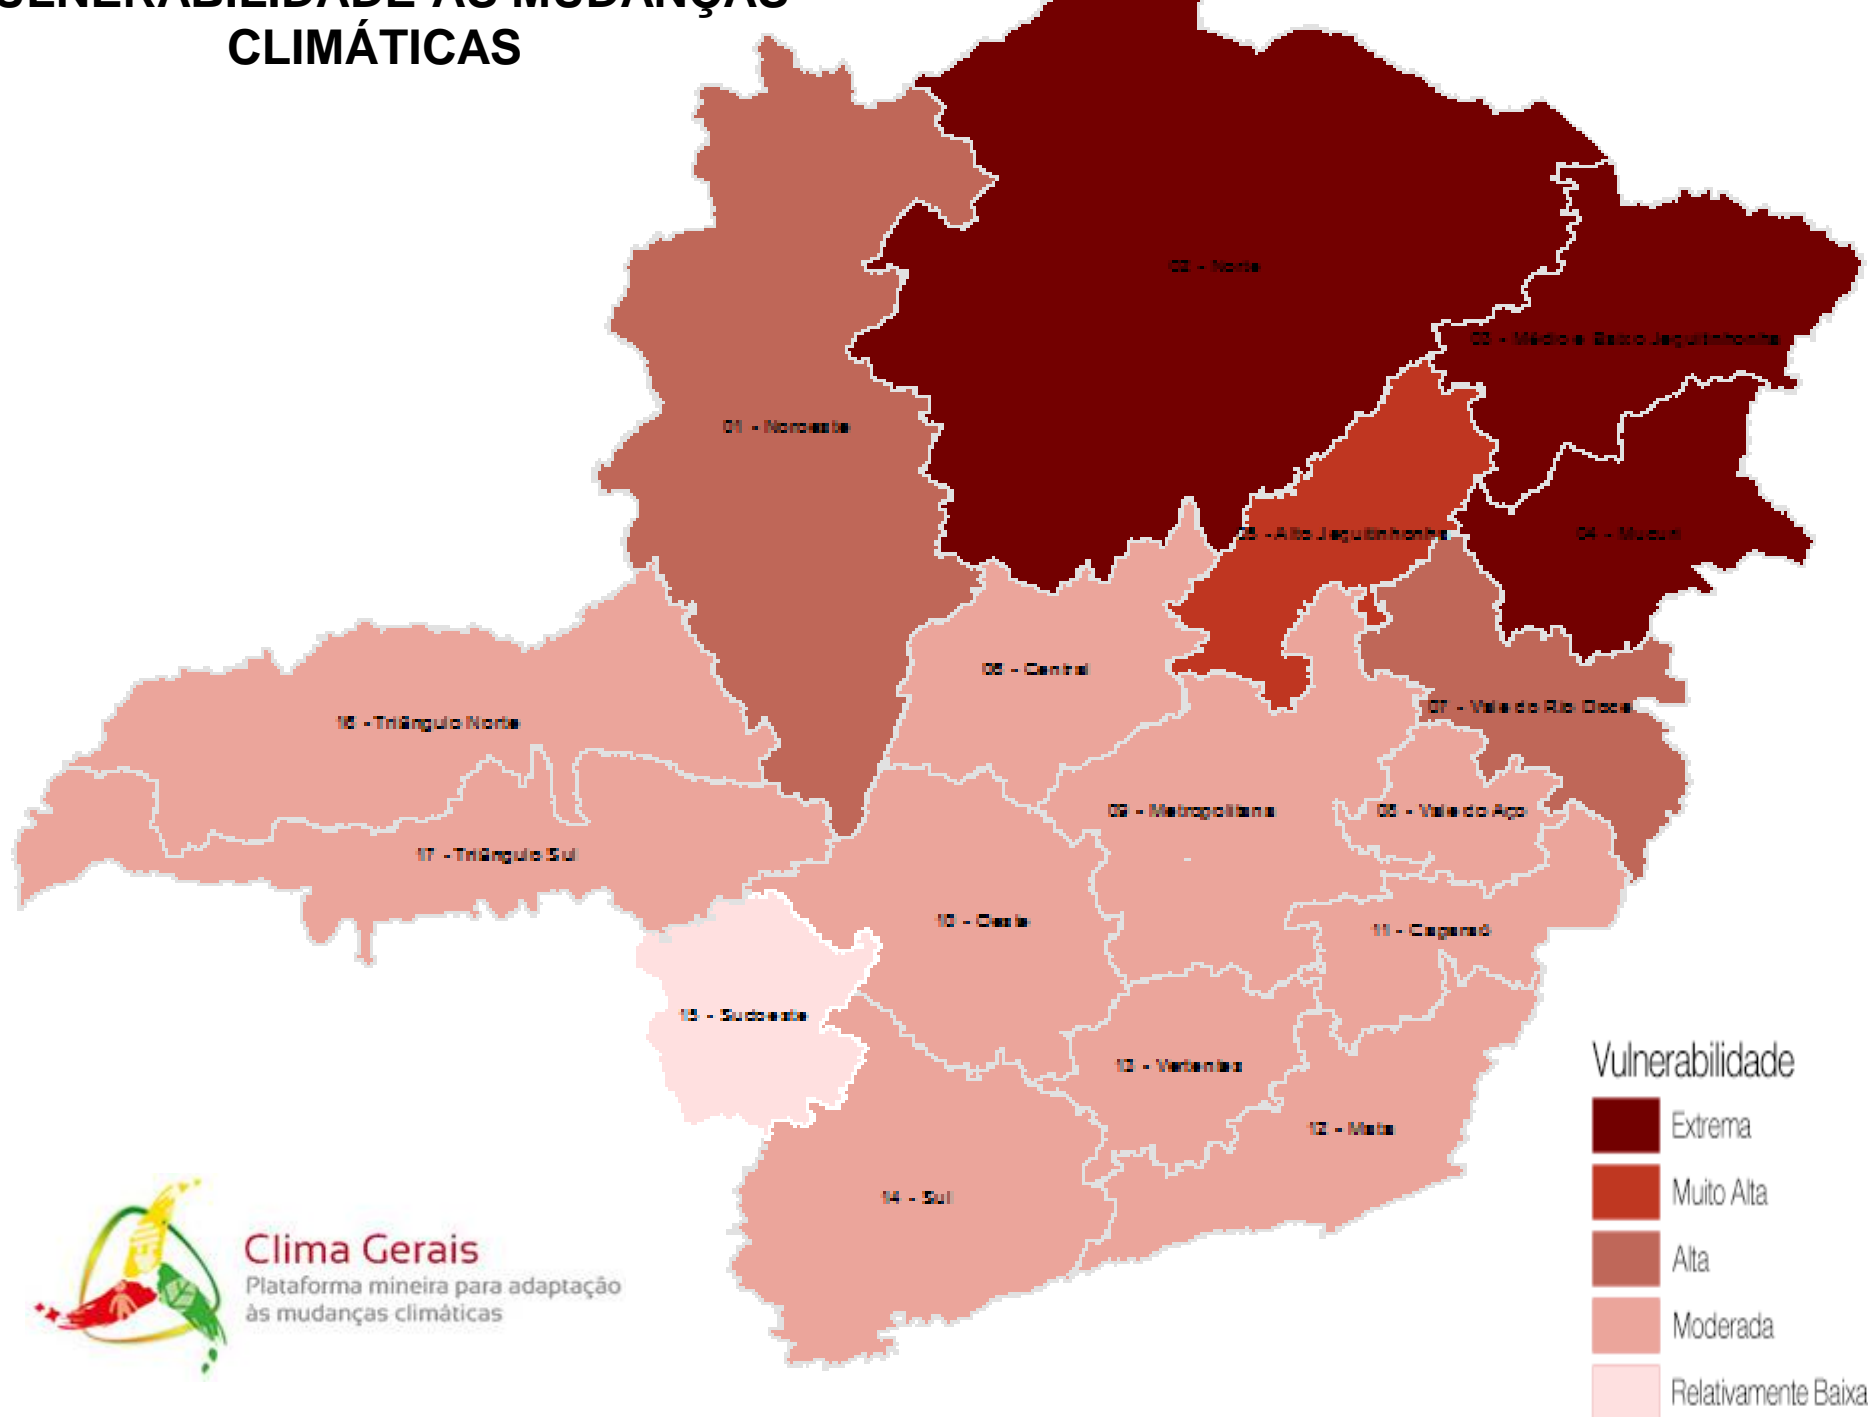 ULNERABILIDADE ÀS MUDANÇAS
CLIMÁTICAS
02 - Norte
03 - Médio e Baixo Jequitinhonha
01 - Noroeste
05 - Alto Jequitinhonha
04 - Mucuri
06 - Central
07 - Vale do Rio Doce
16 - Triângulo Norte
09 - Metropolitana
08 - Vale do Aço
17 - Triângulo Sul
10 - Oeste
11 - Caparaó
15 - Sudoeste
13 - Vertentes
12 - Mata
14 - Sul
Vulnerabilidade
Extrema
Muito Alta
Alta
Moderada
Relativamente Baixa
Clima Gerais
Plataforma mineira para adaptação
às mudanças climáticas